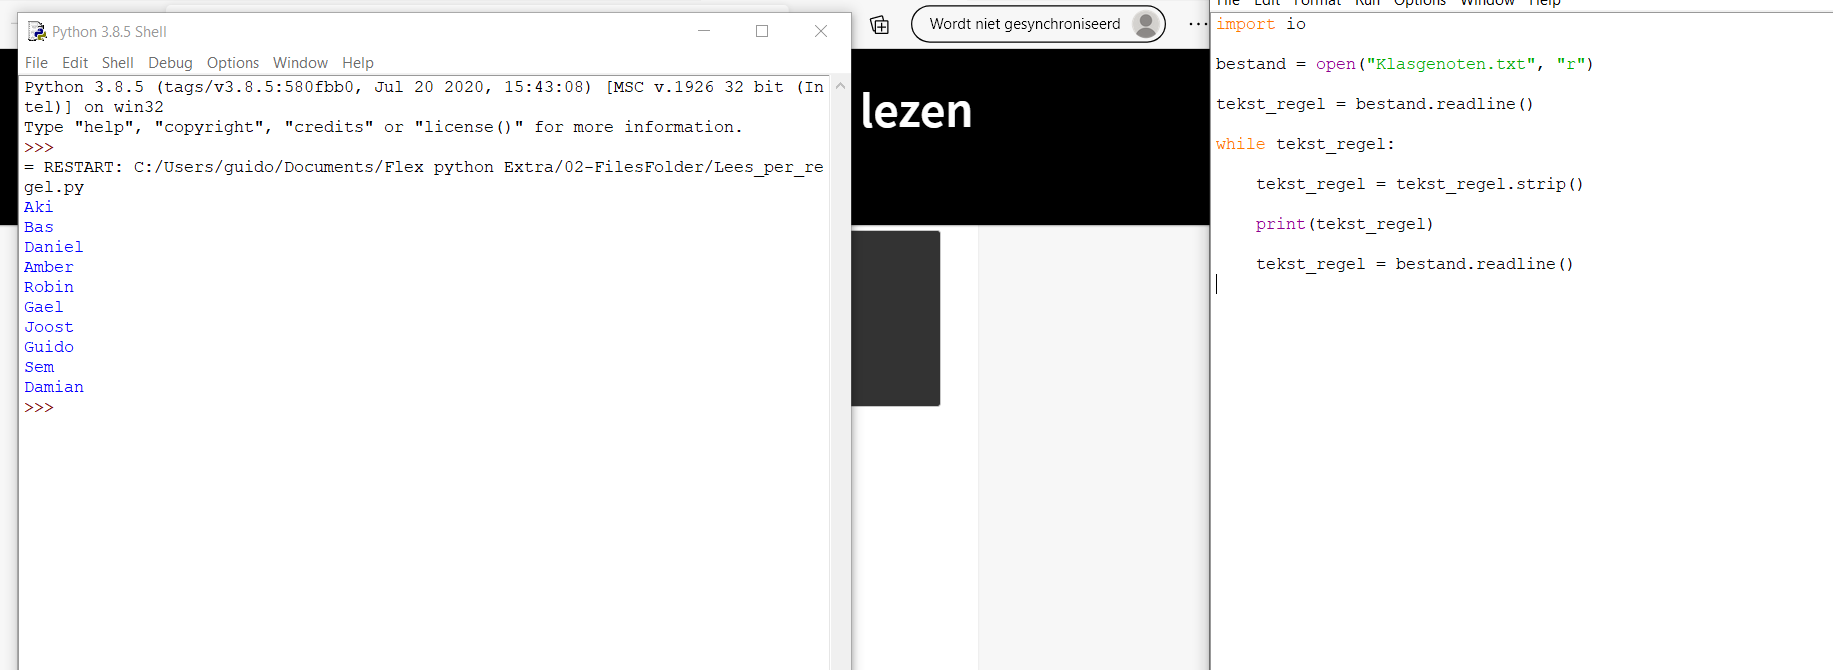 Python 3.8.5 Shell
File Edit Shell Debug Options Window Help
Python 3.8.5 (tags/v3.8.5:580fbb0, Jul 20 2020, 15:43:08) [MSC v.1926 32 bit (In
tel)] on win32
Type "help", "copyright", "credits" or "license()" for more information.
>>>
= RESTART: C:/Users/guido/Documents/Flex python Extra/02-FilesFolder/Lees_per_re
gel.py
Aki
Bas
Daniel
Amber
Robin
Gael
Joost
Guido
Sem
Damian
>>>
Wordt niet gesynchroniseerd
lezen
File Edit Format Run Options Window Help
import io
bestand = open("Klasgenoten.txt", "r")
tekst_regel = bestand.readline()
while tekst_regel:
    tekst_regel = tekst_regel.strip()
    print(tekst_regel)
    tekst_regel = bestand.readline()